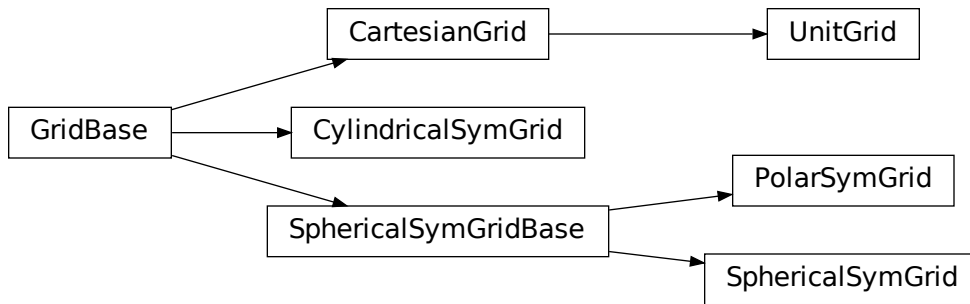 CartesianGrid
UnitGrid
GridBase
CylindricalSymGrid
PolarSymGrid
SphericalSymGridBase
SphericalSymGrid